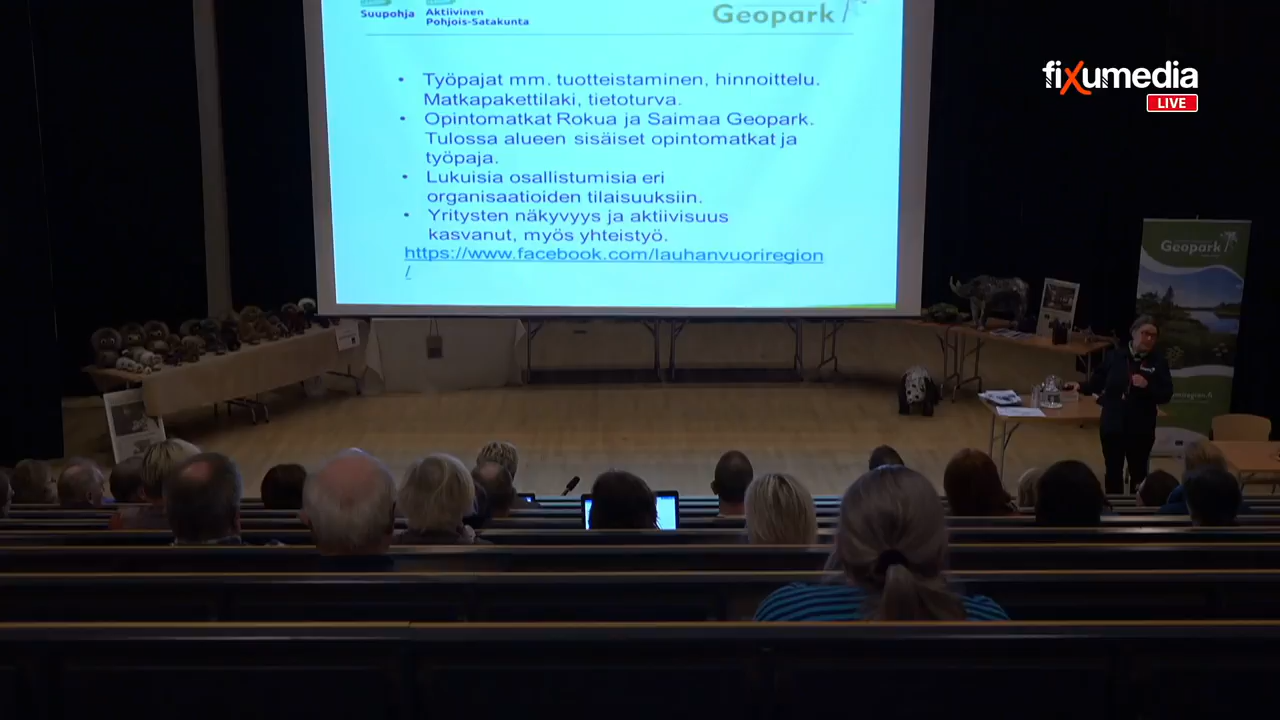 Suupohja
Aktiivinen
Pohjois-Satakunta
Geopark
fixumedia
LIVE
• Työpajat mm. tuotteistaminen, hinnoittelu.
Matkapakettilaki, tietoturva.
• Opintomatkat Rokua ja Saimaa Geopark.
Tulossa alueen sisäiset opintomatkat ja
työpaja.
• Lukuisia osallistumisia eri
organisaatioiden tilaisuuksiin.
• Yritysten näkyvyys ja aktiivisuus
kasvanut, myös yhteistyö.
https://www.facebook.com/lauhanvuoriregion
/
Geopark